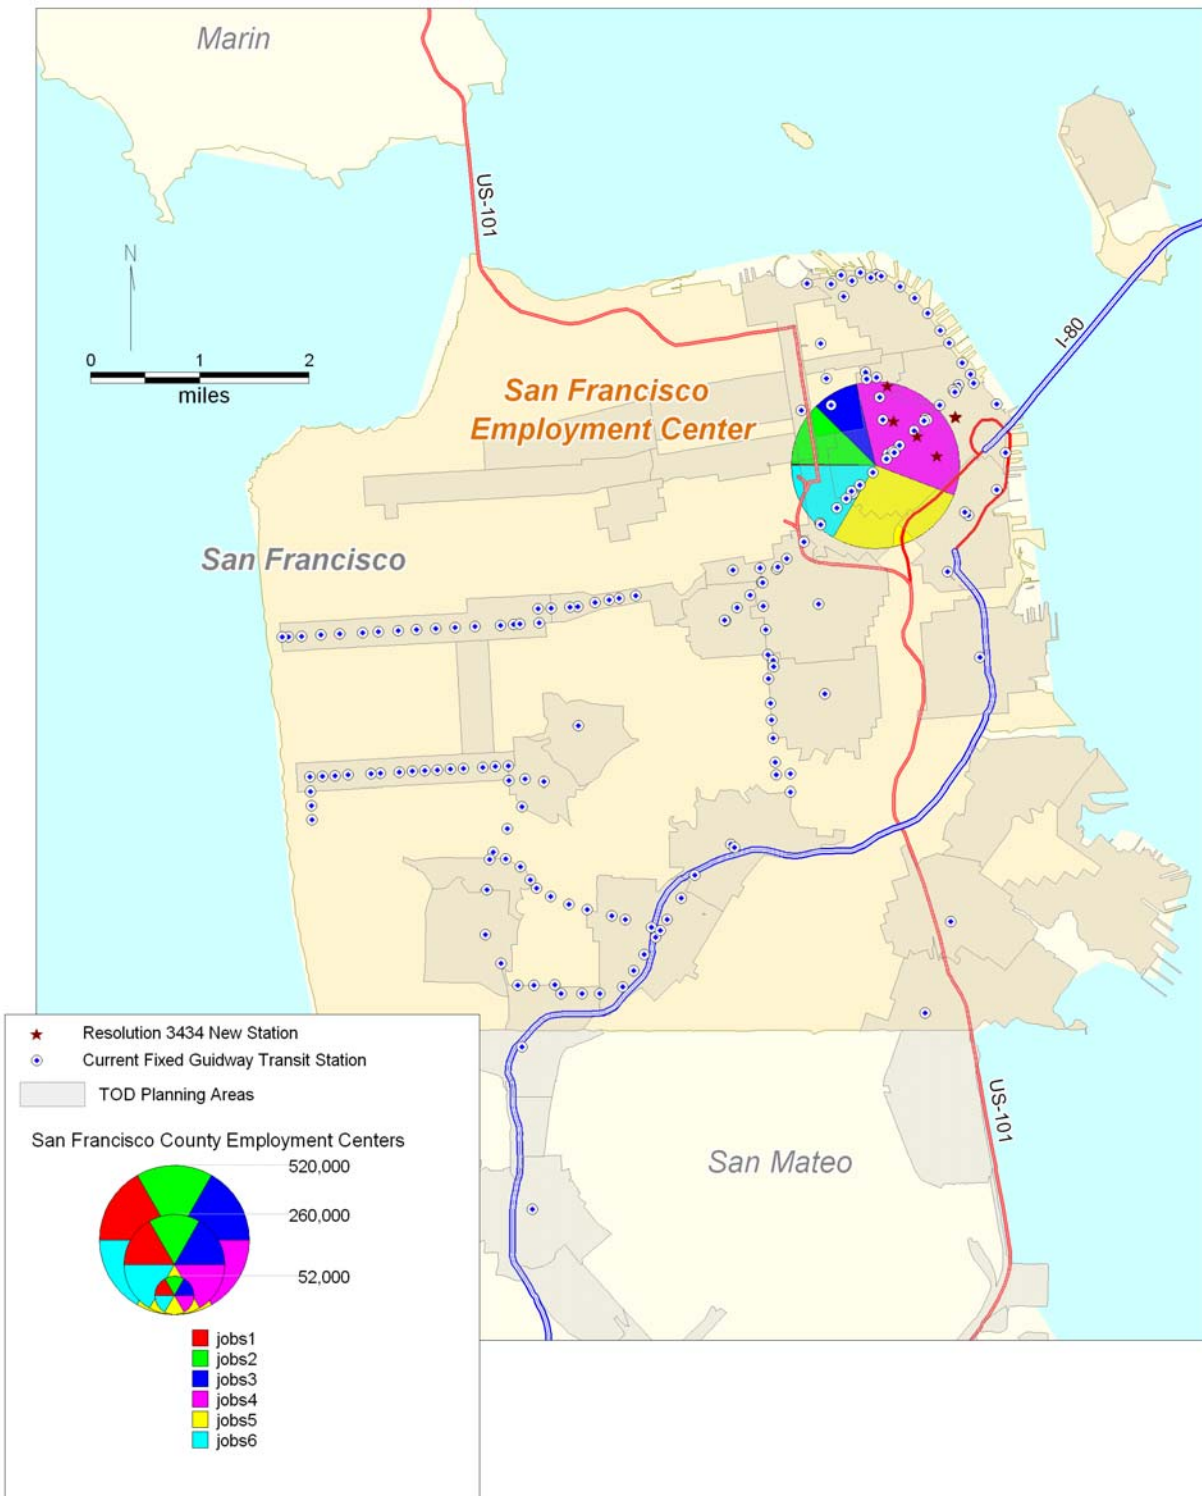 Marin
US-101
N
0 1 2
miles
I-80
San Francisco
Employment Center
San Francisco
Resolution 3434 New Station
Current Fixed Guidway Transit Station
TOD Planning Areas
San Francisco County Employment Centers
520,000
260,000
52,000
jobs1
jobs2
jobs3
jobs4
jobs5
jobs6
US-101
San Mateo